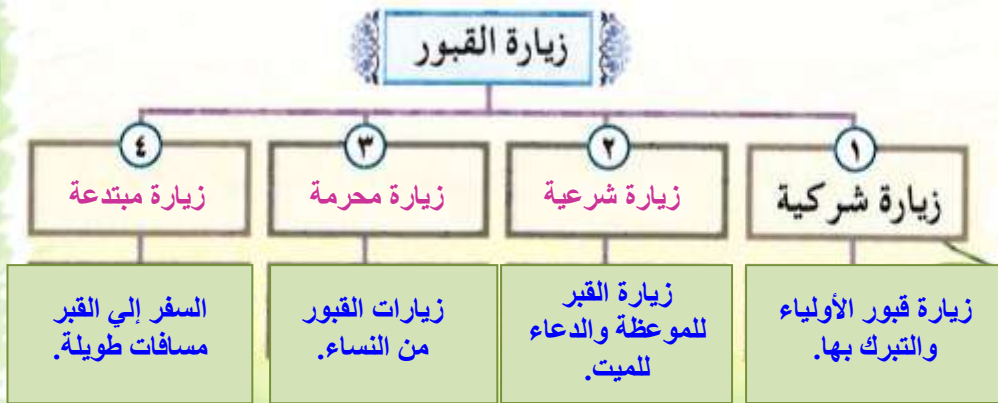 زيارة القبور
١
زيارة شركية
٢
زيارة شرعية
٣
زيارة محرمة
٤
زيارة مبتدعة
زيارة قبور الأولياء
والتبرك بها.
زيارة القبر
للموعظة والدعاء
للميت.
زيارات القبور
من النساء.
السفر إلي القبر
مسافات طويلة.